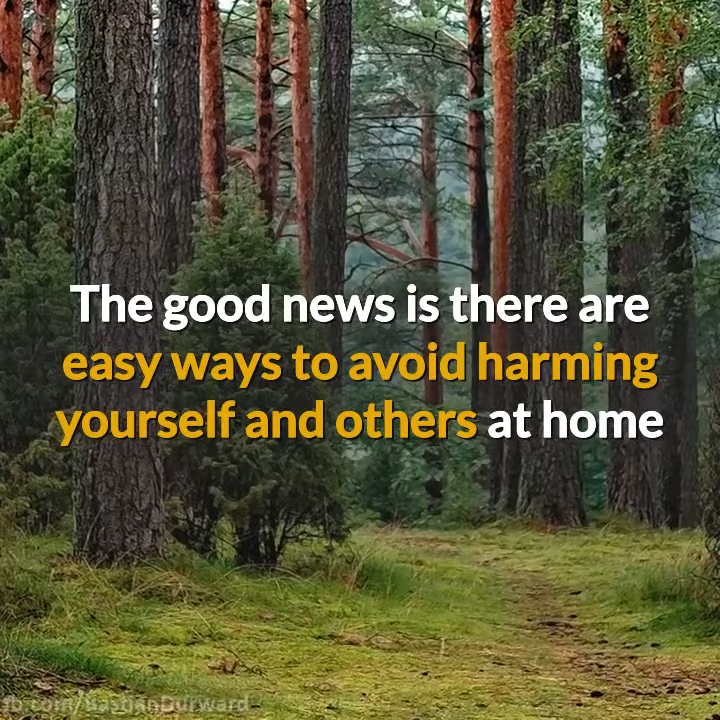 The good news is there are
easy ways to avoid harming
yourself and others at home